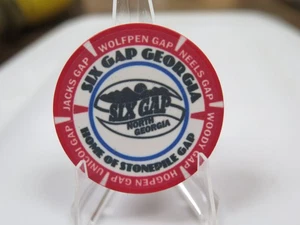 WOLFPEN GAP
NEELS GAP
WOODY GAP
HOGPEN GAP
UNICOI GAP
JACKS GAP
SIX GAP GEORGIA
SIX GAP
NORTH
GEORGIA
HOME OF STONEPILE GAP